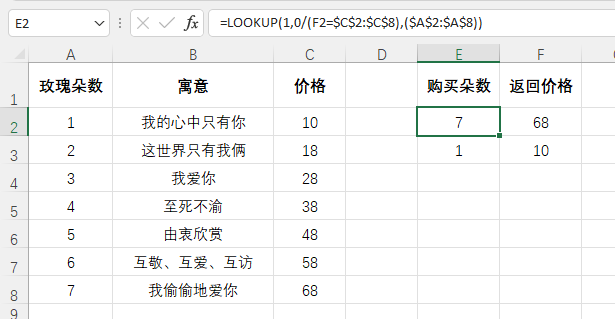 E2 fx =LOOKUP(1,0/(F2=$C$2:$C$8),($A$2:$A$8))
A B C D E F
1 玫瑰朵数 寓意 价格 购买朵数 返回价格
2 1 我的心中只有你 10 7 68
3 2 这世界只有我俩 18 1 10
4 3 我爱你 28
5 4 至死不渝 38
6 5 由衷欣赏 48
7 6 互敬、互爱、互访 58
8 7 我偷偷地爱你 68
9